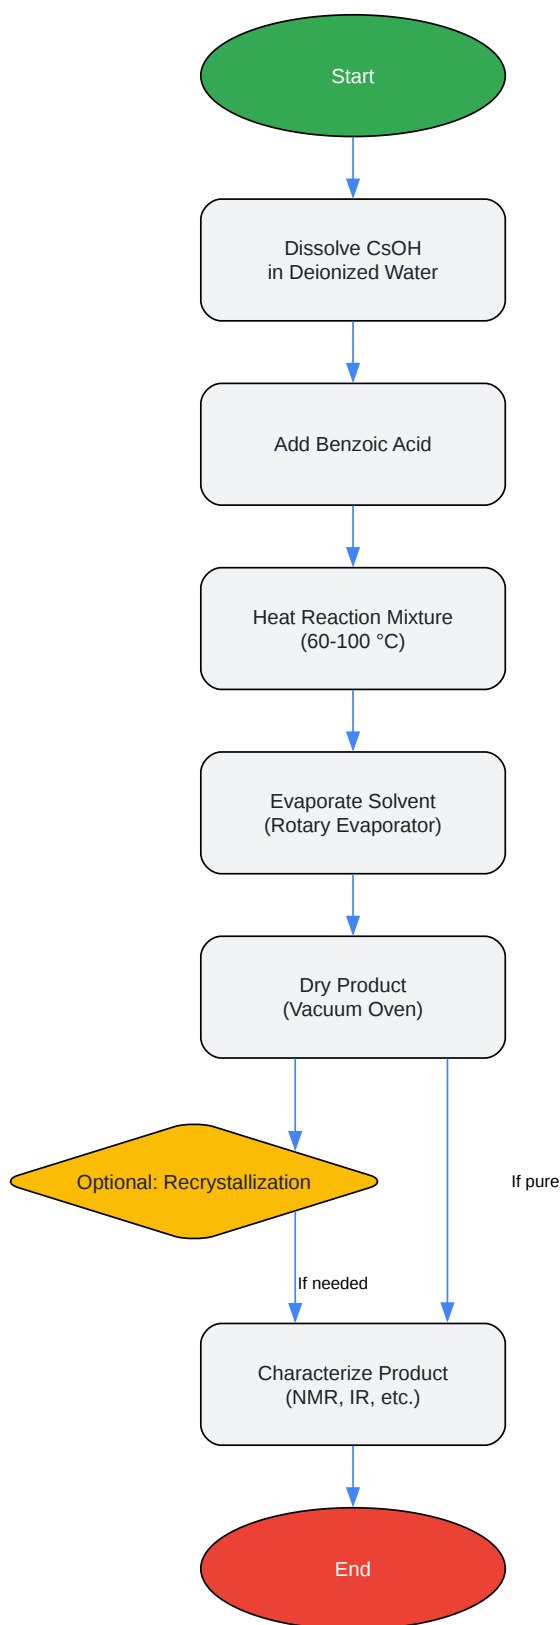 Start
Dissolve CsOH
in Deionized Water
Add Benzoic Acid
Heat Reaction Mixture
(60-100 °C)
Evaporate Solvent
(Rotary Evaporator)
Dry Product
(Vacuum Oven)
Optional: Recrystallization
If pure
If needed
Characterize Product
(NMR, IR, etc.)
End